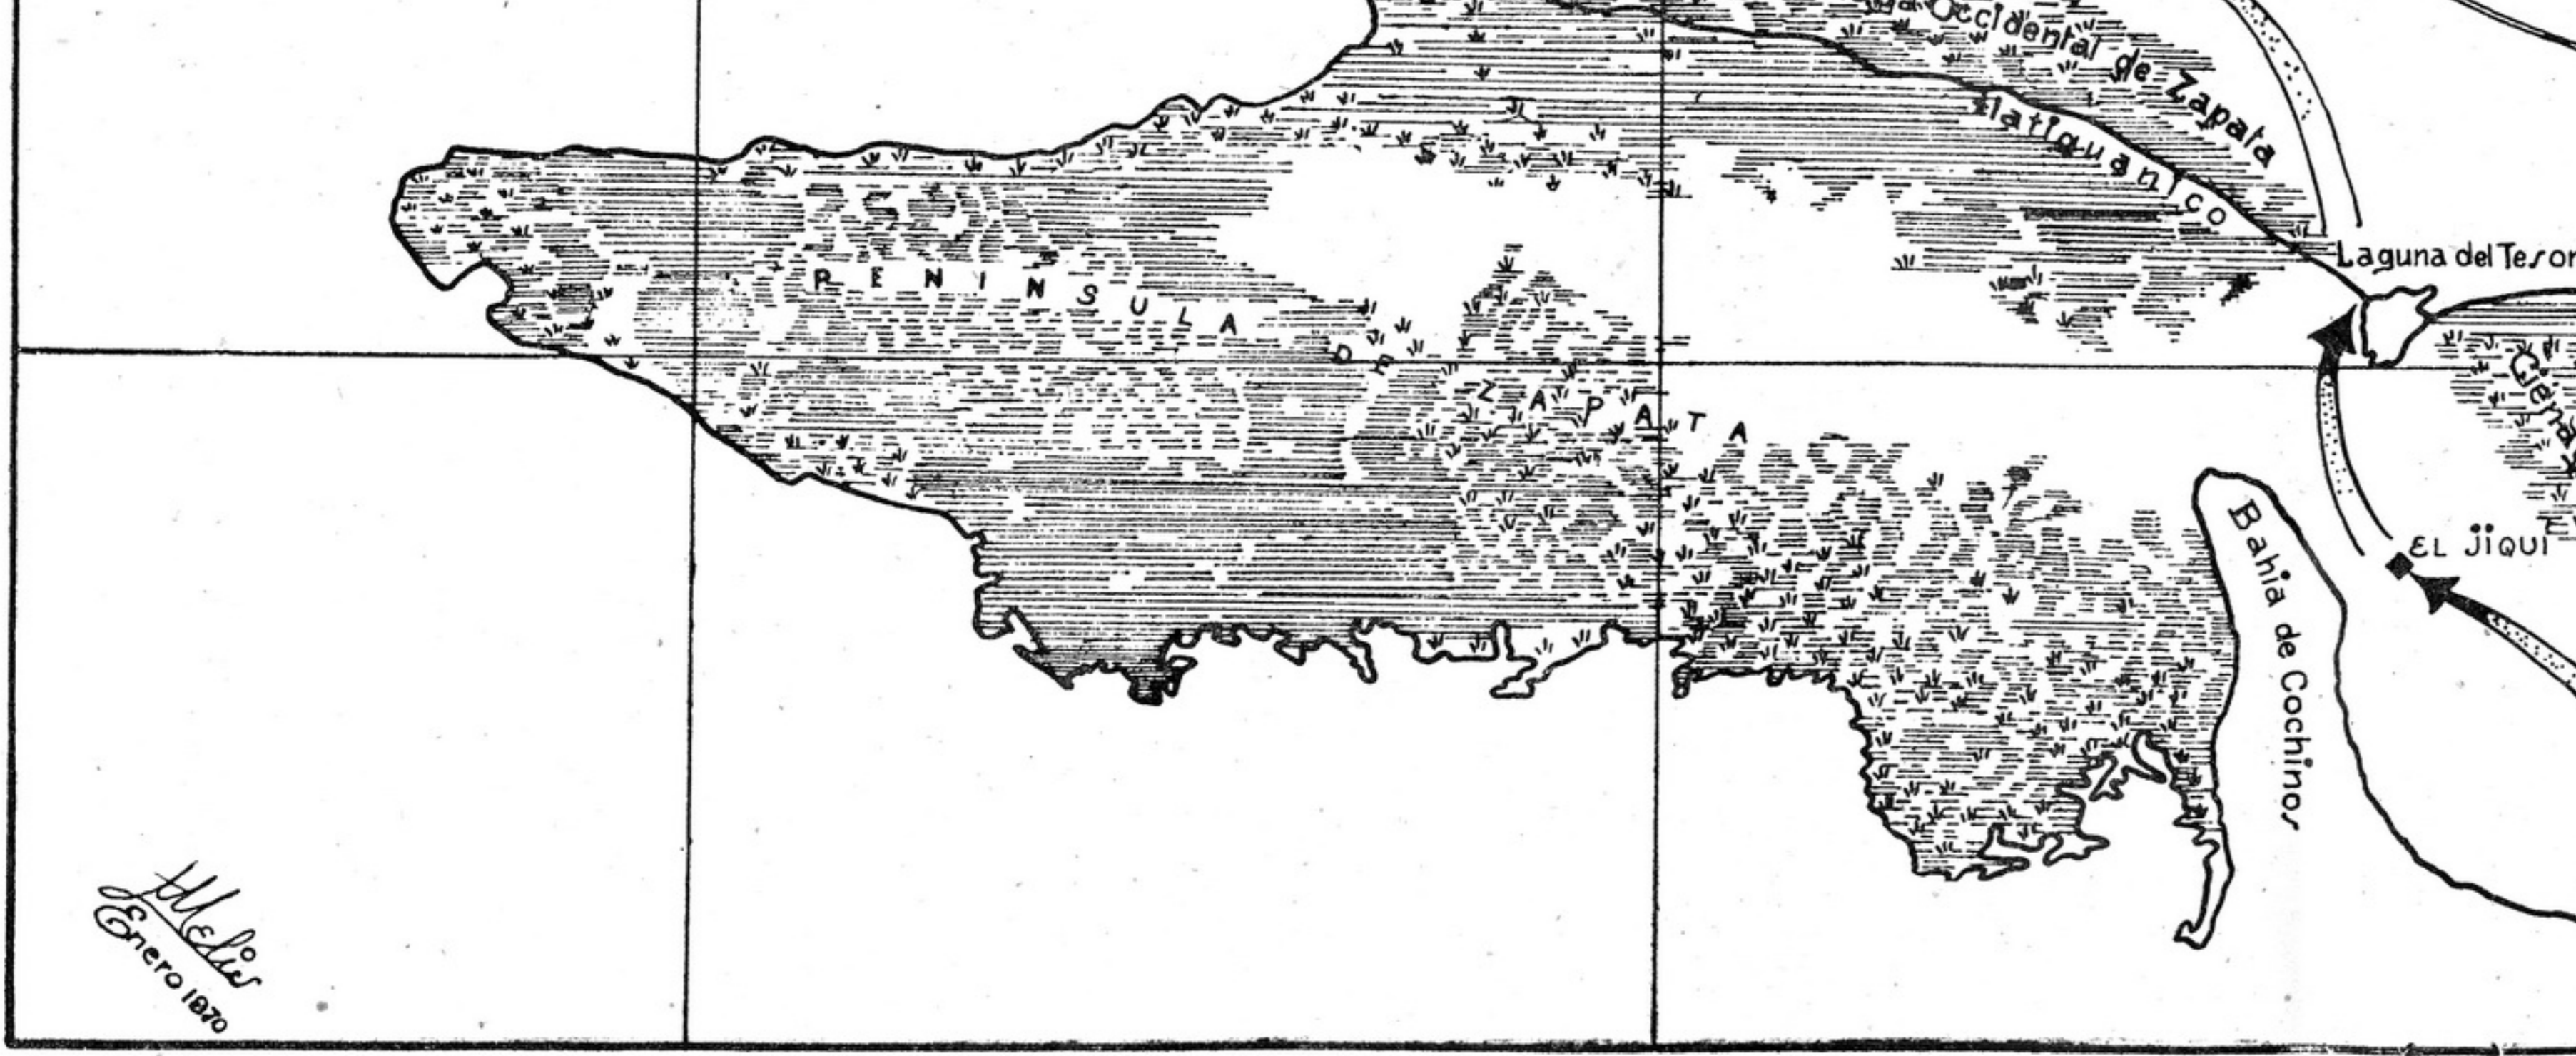 Occidental de Zapata
Hatiguanico
Laguna del Tesor
PENINSULA DE ZAPATA
EL JIQUI
Bahia de Cochinos
Enero 1870